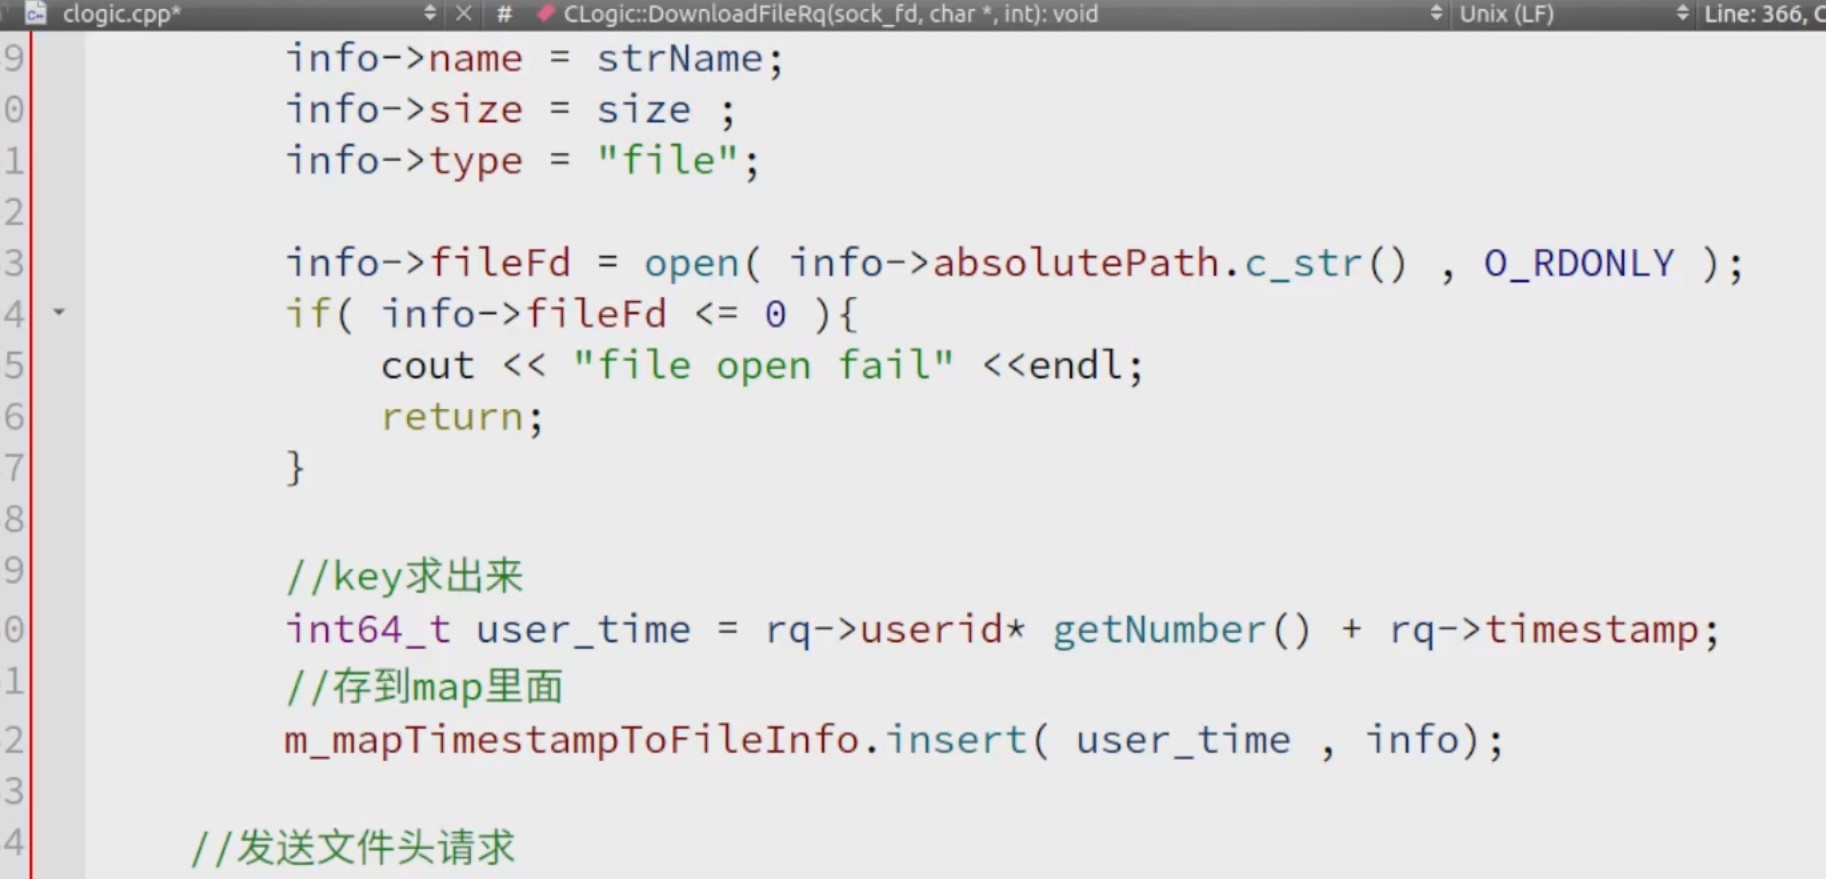 clogic.cpp* # CLogic::DownloadFileRq(sock_fd, char *, int): void Unix (LF) Line: 366, C
9 info->name = strName;
0 info->size = size ;
1 info->type = "file";
2
3 info->fileFd = open( info->absolutePath.c_str() , O_RDONLY );
4 if( info->fileFd <= 0 ){
5 cout << "file open fail" <<endl;
6 return;
7 }
8
9 //key求出来
0 int64_t user_time = rq->userid* getNumber() + rq->timestamp;
1 //存到map里面
2 m_mapTimestampToFileInfo.insert( user_time , info);
3
4 //发送文件头请求